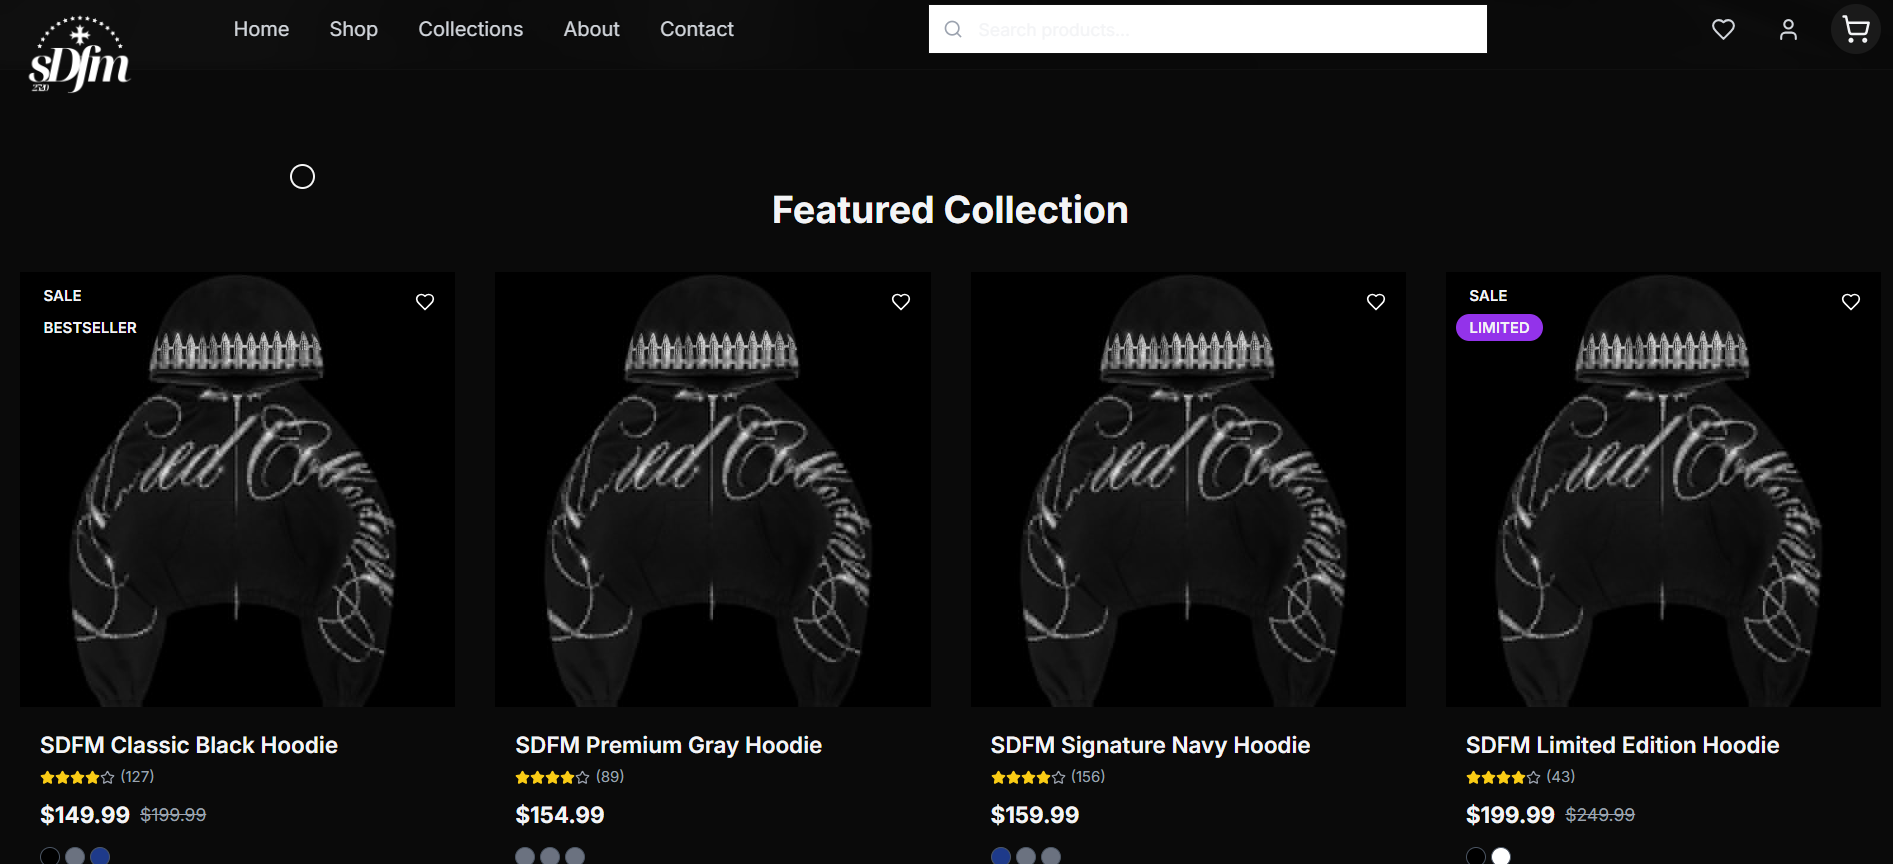 Home Shop Collections About Contact
Search products...
sDfm
Featured Collection
SALE
BESTSELLER
SALE
LIMITED
SDFM Classic Black Hoodie
(127)
$149.99 $199.99
SDFM Premium Gray Hoodie
(89)
$154.99
SDFM Signature Navy Hoodie
(156)
$159.99
SDFM Limited Edition Hoodie
(43)
$199.99 $249.99